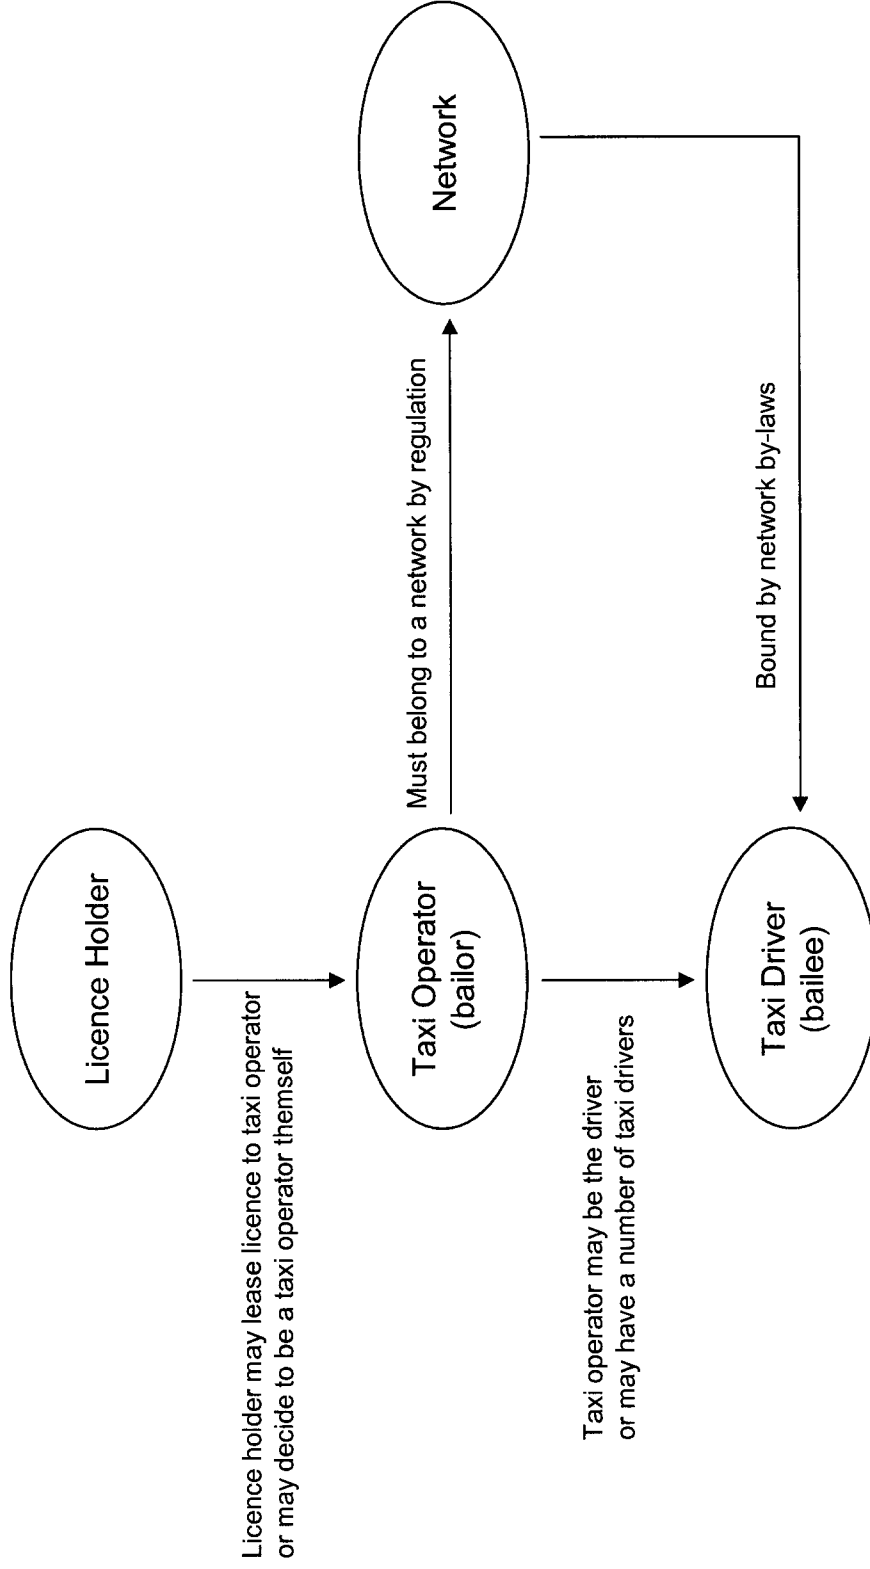 Licence Holder
Licence holder may lease licence to taxi operator
or may decide to be a taxi operator themself
Taxi Operator
(bailor)
Must belong to a network by regulation
Network
Taxi operator may be the driver
or may have a number of taxi drivers
Taxi Driver
(bailee)
Bound by network by-laws